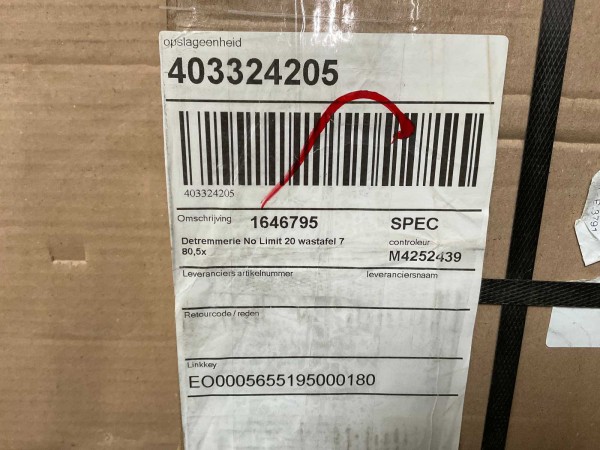 opslageenheid
403324205
403324205
Omschrijving 1646795 SPEC
Detremmerie No Limit 20 wastafel 7
80,5x
controleur
M4252439
Leveranciers artikelnummer leveranciersnaam
Retourcode / reden
Linkkey
EO0005655195000180